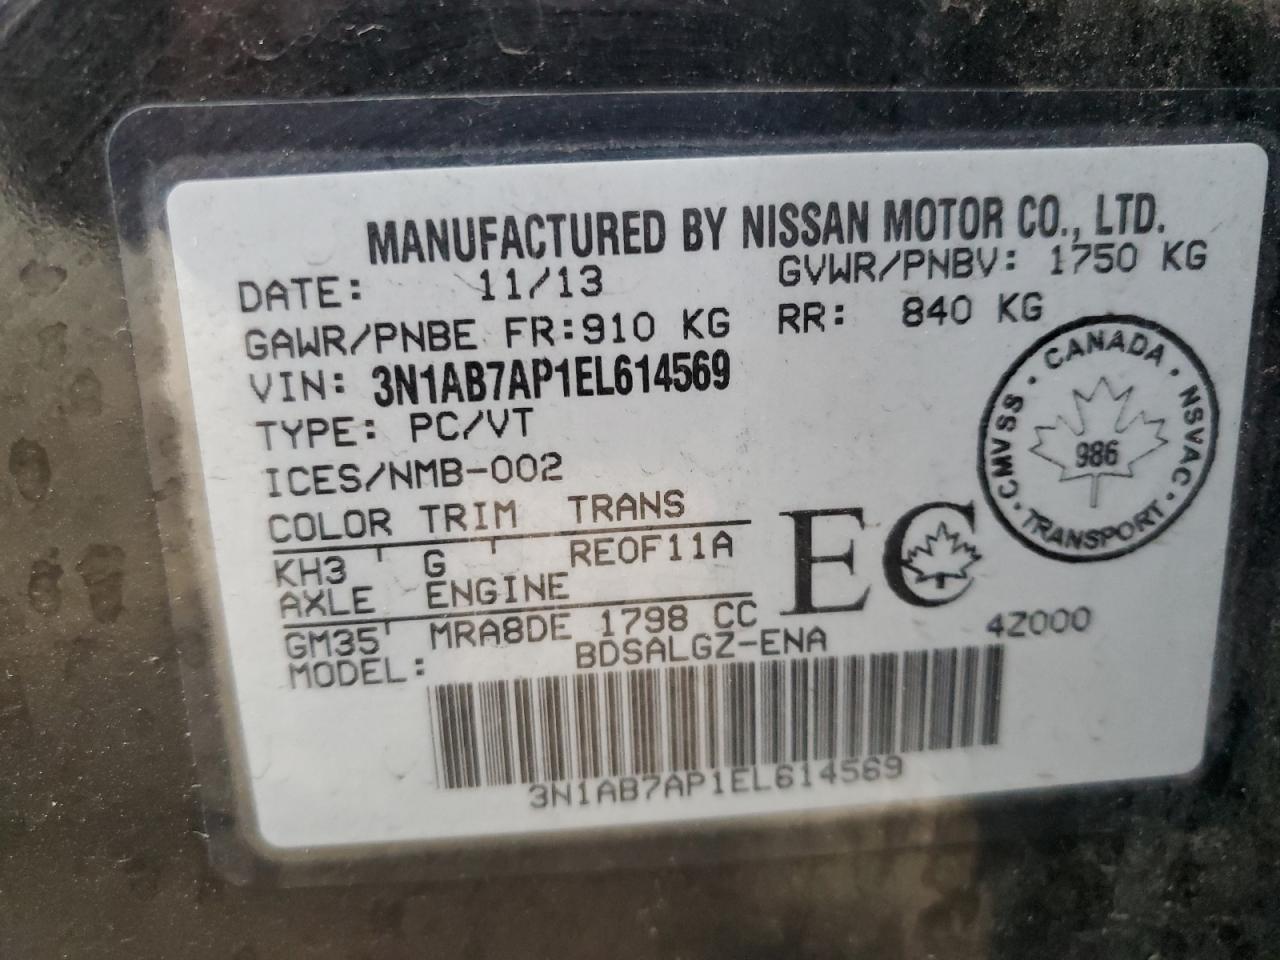 MANUFACTURED BY NISSAN MOTOR CO., LTD.
DATE: 11/13 GVWR/PNBV: 1750 KG
GAWR/PNBE FR:910 KG RR: 840 KG
VIN: 3N1AB7AP1EL614569
TYPE: PC/VT
ICES/NMB-002
COLOR TRIM TRANS
KH3 G REOF11A
AXLE ENGINE
GM35 MRA8DE 1798 CC
MODEL: BDSALGZ-ENA
EC
4Z000
CANADA · NSVAC · TRANSPORT · CMVSS ·
986
3N1AB7AP1EL614569